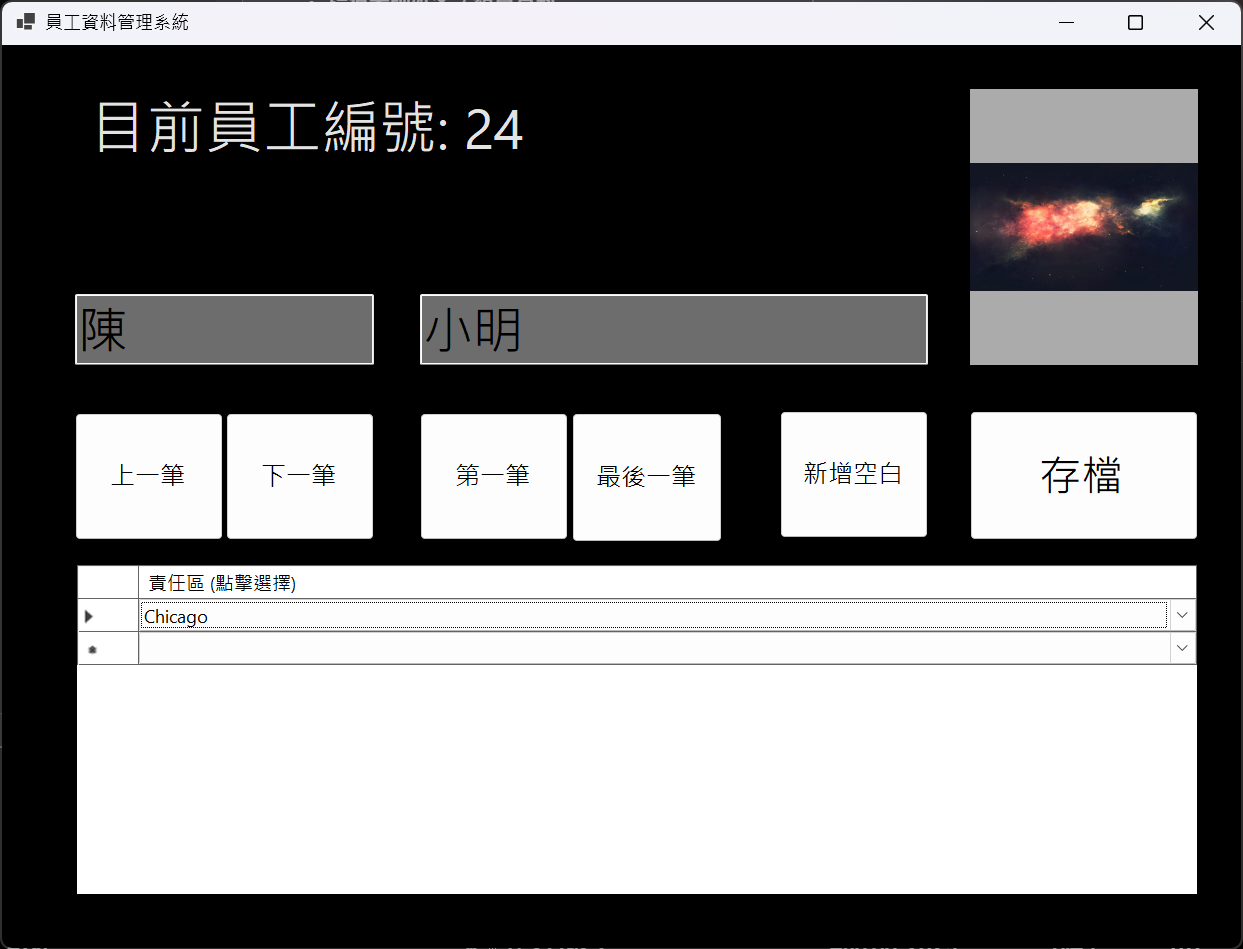 員工資料管理系統
目前員工編號: 24
陳 小明
上一筆 下一筆 第一筆 最後一筆 新增空白 存檔
責任區 (點擊選擇)
Chicago